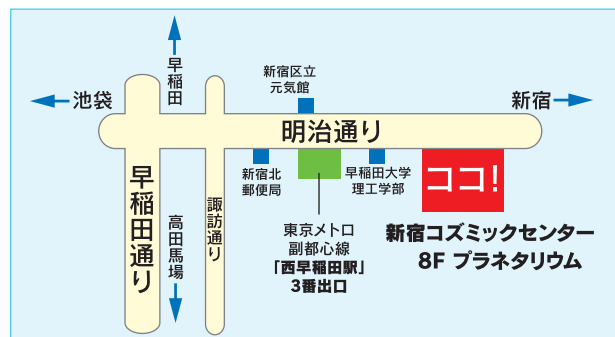 早稲田
池袋
新宿区立
元気館
新宿
明治通り
早稲田通り
諏訪通り
高田馬場
新宿北
郵便局
早稲田大学
理工学部
ココ!
東京メトロ
副都心線
「西早稲田駅」
3番出口
新宿コズミックセンター
8F プラネタリウム